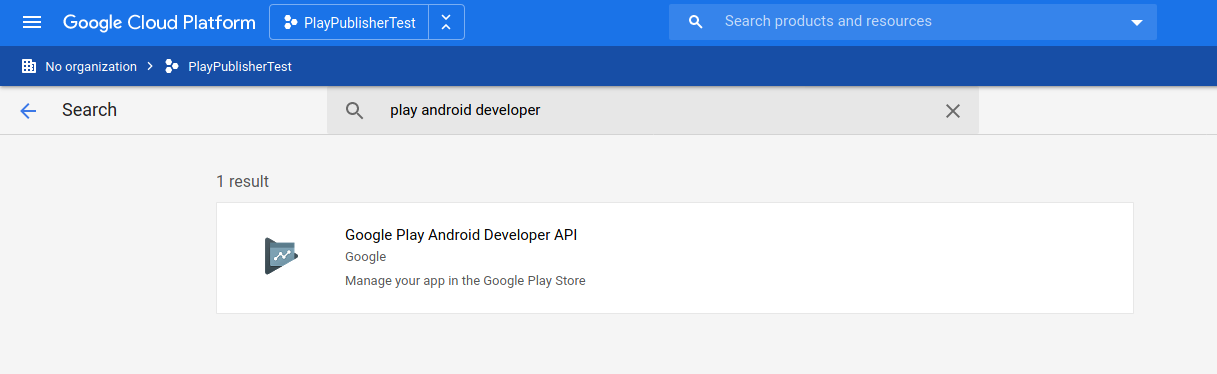 Google Cloud Platform PlayPublisherTest Search products and resources
No organization PlayPublisherTest
Search play android developer
1 result
Google Play Android Developer API
Google
Manage your app in the Google Play Store